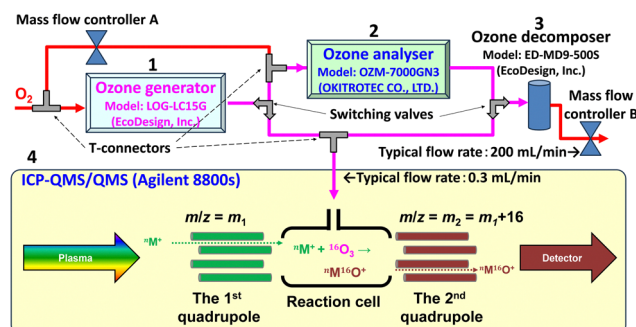 Mass flow controller A
1
2
3
Ozone decomposer
Model: ED-MD9-500S
(EcoDesign, Inc.)
Ozone analyser
Model: OZM-7000GN3
(OKITROTEC CO., LTD.)
Ozone generator
Model: LOG-LC15G
(EcoDesign, Inc.)
O2
Mass flow
controller B
Switching valves
T-connectors
Typical flow rate : 200 mL/min→
4
ICP-QMS/QMS (Agilent 8800s)
←Typical flow rate : 0.3 mL/min
m/z = m1
m/z = m2 = m1+16
Plasma
nM+
nM+ + 16O3 →
nM16O+
nM16O+
Detector
The 1st
quadrupole
Reaction cell
The 2nd
quadrupole